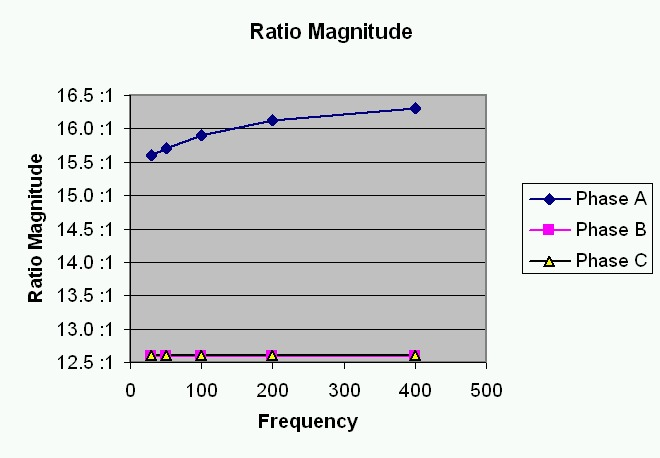 Ratio Magnitude
16.5 :1
16.0 :1
15.5 :1
15.0 :1
14.5 :1
14.0 :1
13.5 :1
13.0 :1
12.5 :1
Ratio Magnitude
0 100 200 300 400 500
Frequency
Phase A
Phase B
Phase C